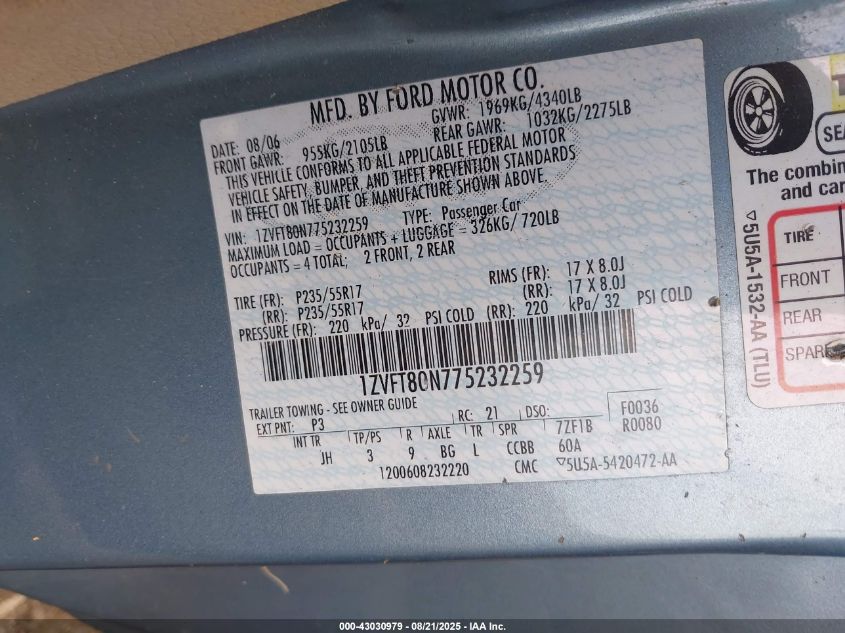 MFD. BY FORD MOTOR CO.
DATE: 08/06 GVWR: 1969KG/4340LB
FRONT GAWR: 955KG/2105LB REAR GAWR: 1032KG/2275LB
THIS VEHICLE CONFORMS TO ALL APPLICABLE FEDERAL MOTOR
VEHICLE SAFETY, BUMPER, AND THEFT PREVENTION STANDARDS
IN EFFECT ON THE DATE OF MANUFACTURE SHOWN ABOVE.
VIN: 1ZVFT80N775232259 TYPE: Passenger Car
MAXIMUM LOAD = OCCUPANTS + LUGGAGE = 326KG/ 720LB
OCCUPANTS = 4 TOTAL; 2 FRONT, 2 REAR
TIRE (FR): P235/55R17 RIMS (FR): 17 X 8.0J
(RR): P235/55R17 (RR): 17 X 8.0J
PRESSURE (FR): 220 kPa/ 32 PSI COLD (RR): 220 kPa/ 32 PSI COLD
1ZVFT80N775232259
TRAILER TOWING - SEE OWNER GUIDE
EXT PNT: P3 RC: 21 DSO: F0036
INT TR TP/PS R AXLE TR SPR 7ZF1B R0080
JH 3 9 BG L CCBB 60A
1200608232220 CMC 5U5A-5420472-AA
5U5A-1532-AA (TLU)
T
SEA
The combin
and car
TIRE
FRONT
REAR
SPARE
000-43030979 - 08/21/2025 - IAA Inc.